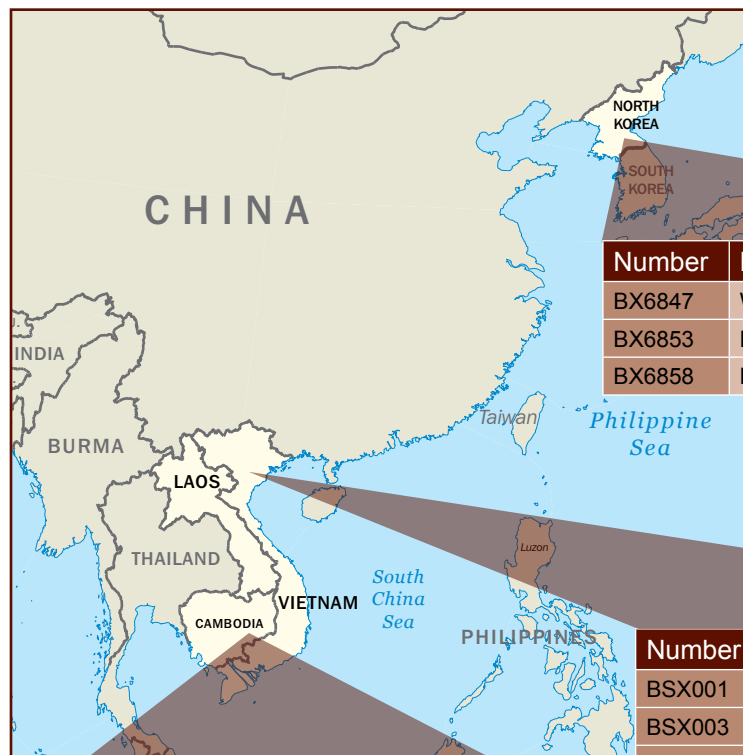 NORTH
KOREA
SOUTH
KOREA
CHINA
Number
BX6847
BX6853
BX6858
INDIA
BURMA
Taiwan
Philippine
Sea
LAOS
THAILAND
Luzon
South
China
Sea
VIETNAM
CAMBODIA
PHILIPPINES
Number
BSX001
BSX003